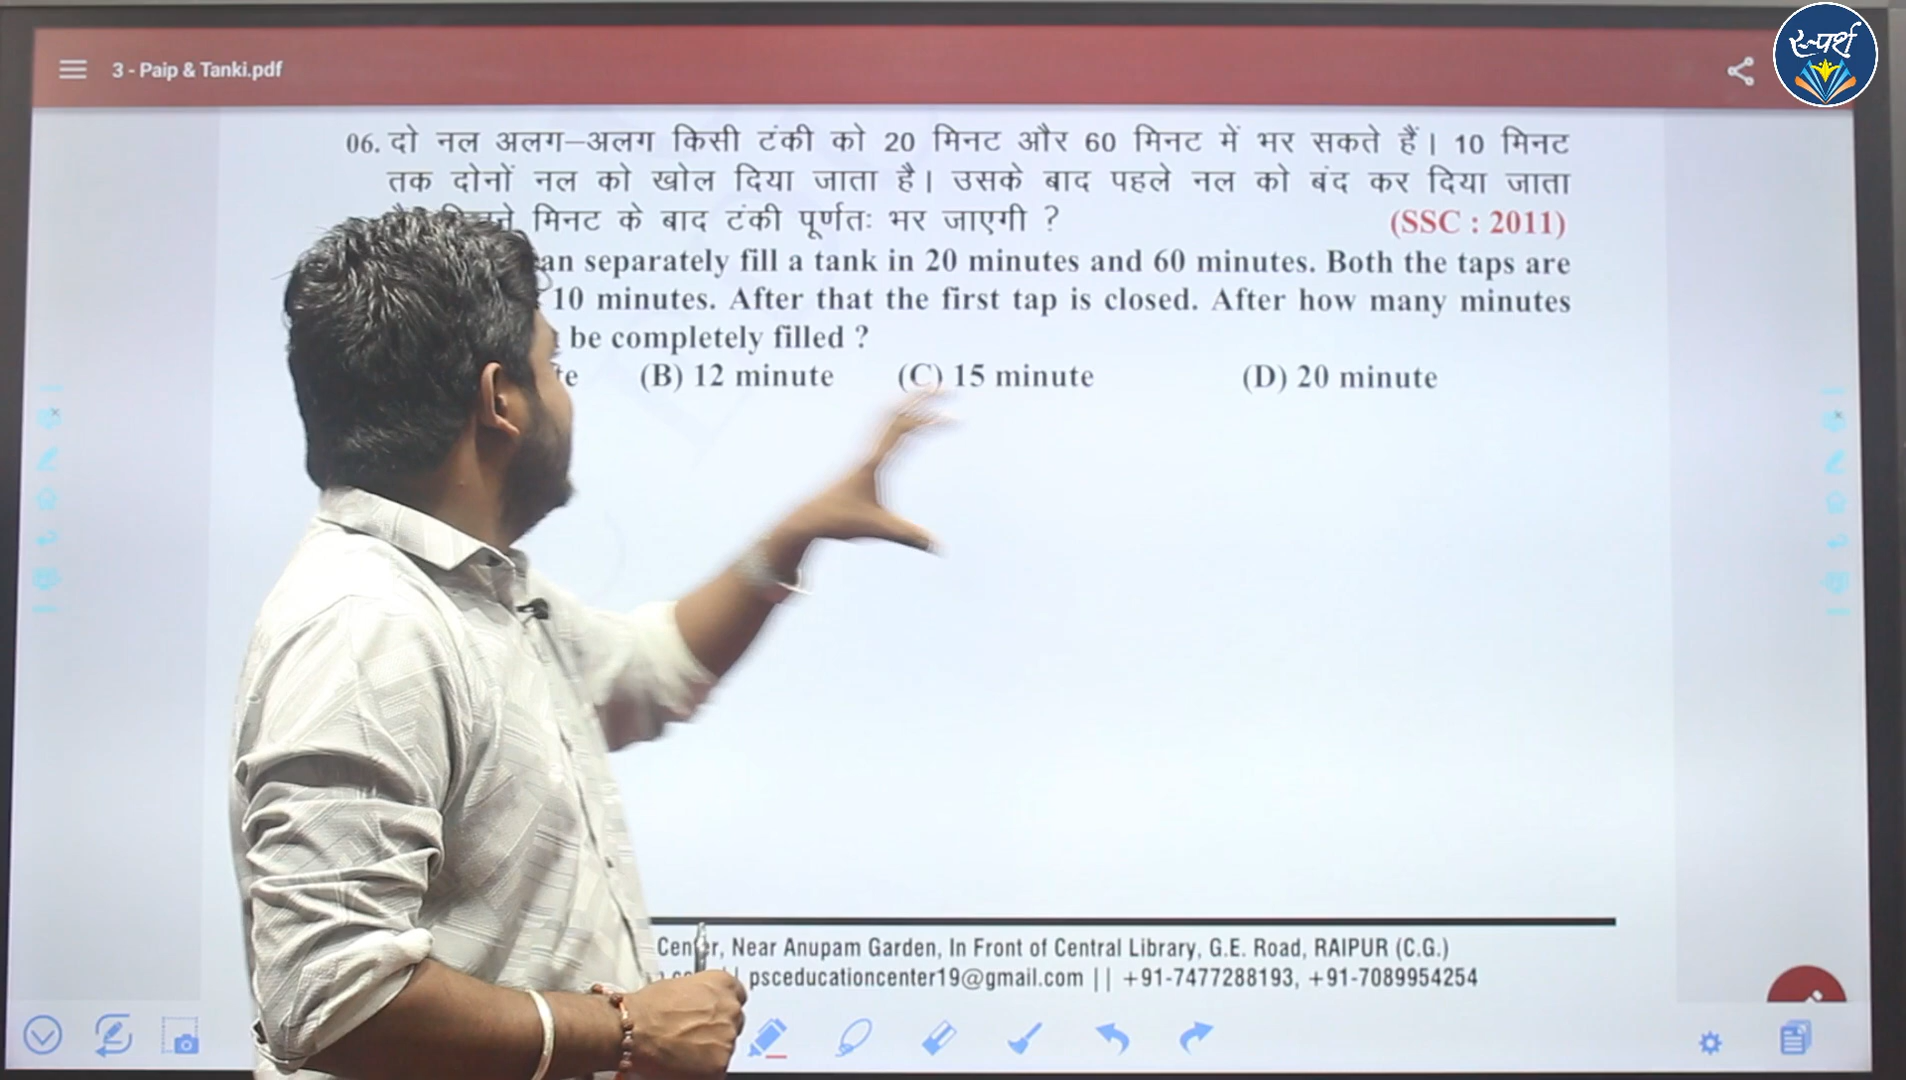 3 - Paip & Tanki.pdf
स्पर्श
06. दो नल अलग–अलग किसी टंकी को 20 मिनट और 60 मिनट में भर सकते हैं। 10 मिनट
तक दोनों नल को खोल दिया जाता है। उसके बाद पहले नल को बंद कर दिया जाता
मिनट के बाद टंकी पूर्णतः भर जाएगी ? (SSC : 2011)
separately fill a tank in 20 minutes and 60 minutes. Both the taps are
10 minutes. After that the first tap is closed. After how many minutes
be completely filled ?
(B) 12 minute (C) 15 minute (D) 20 minute
Center, Near Anupam Garden, In Front of Central Library, G.E. Road, RAIPUR (C.G.)
psceducationcenter19@gmail.com || +91-7477288193, +91-7089954254